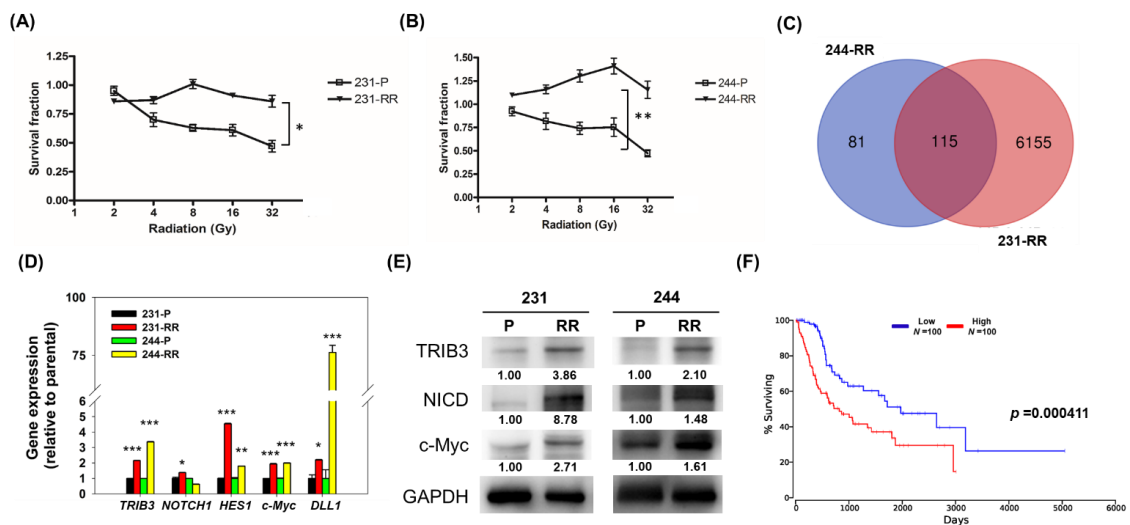 (A)
Survival fraction
1.25
1.00
0.75
0.50
0.25
0.00
1
2
4
8
16
32
Radiation (Gy)
231-P
231-RR
*
(B)
Survival fraction
1.50
1.25
1.00
0.75
0.50
0.25
0.00
1
2
4
8
16
32
Radiation (Gy)
244-P
244-RR
**
(C)
244-RR
81
115
6155
231-RR
(D)
Gene expression
(relative to parental)
100
75
6
5
4
3
2
1
0
231-P
231-RR
244-P
244-RR
***
***
*
***
**
***
***
*
***
TRIB3
NOTCH1
HES1
c-Myc
DLL1
(E)
231
244
P
RR
P
RR
TRIB3
1.00
3.86
1.00
2.10
NICD
1.00
8.78
1.00
1.48
c-Myc
1.00
2.71
1.00
1.61
GAPDH
(F)
% Surviving
100
80
60
40
20
0
0
1000
2000
3000
4000
5000
6000
Days
Low
N =100
High
N =100
p =0.000411